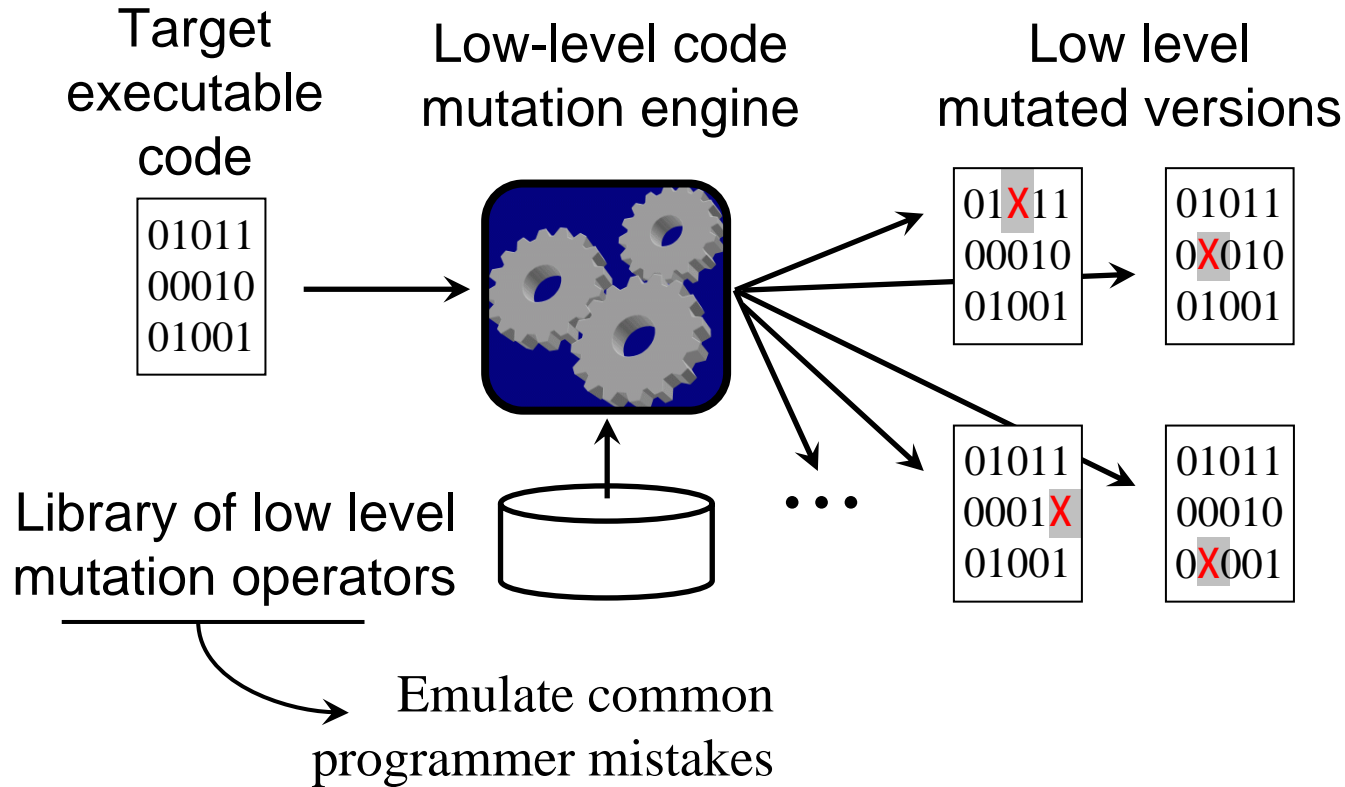 Target
executable
code
Low-level code
mutation engine
Low level
mutated versions
01011
00010
01001
01X11
00010
01001
01011
0X010
01001
01011
0001X
01001
01011
00010
0X001
...
Library of low level
mutation operators
Emulate common
programmer mistakes